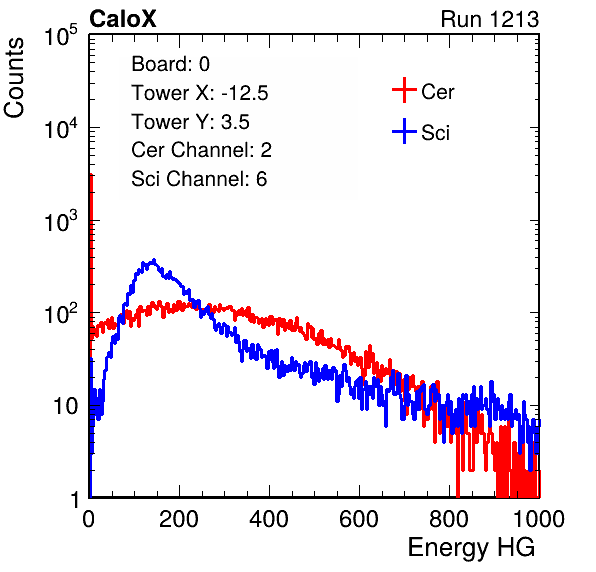 CaloX Run 1213
Counts
10^5
10^4
10^3
10^2
10
1
Board: 0
Tower X: -12.5
Tower Y: 3.5
Cer Channel: 2
Sci Channel: 6
Cer
Sci
0 200 400 600 800 1000
Energy HG